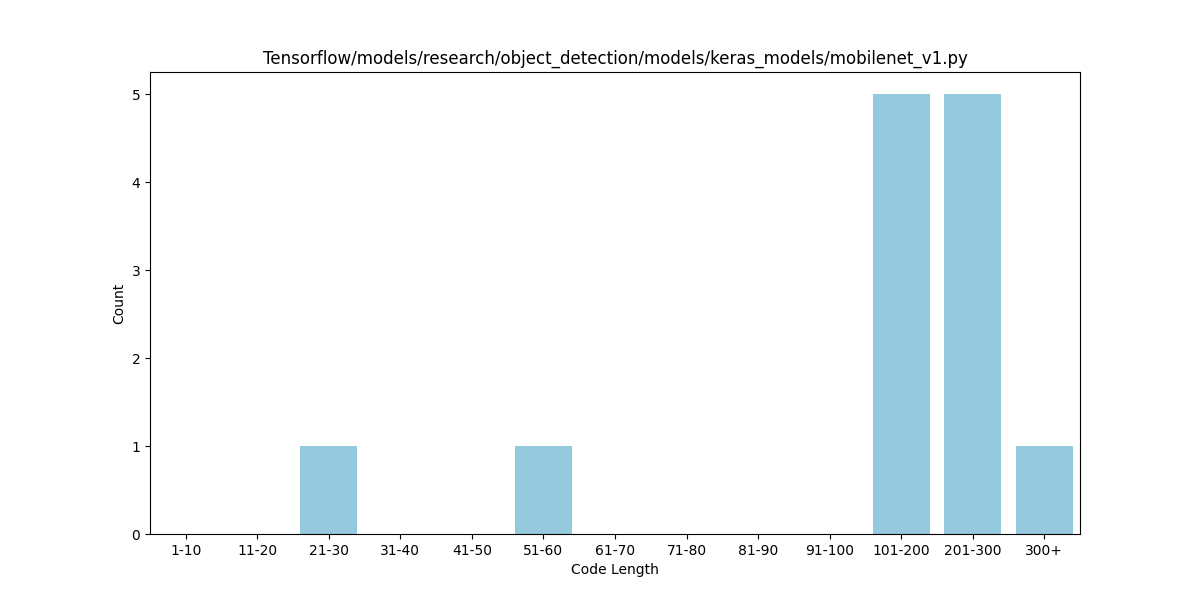 Tensorflow/models/research/object_detection/models/keras_models/mobilenet_v1.py
5
4
3
2
1
0
Count
1-10 11-20 21-30 31-40 41-50 51-60 61-70 71-80 81-90 91-100 101-200 201-300 300+
Code Length